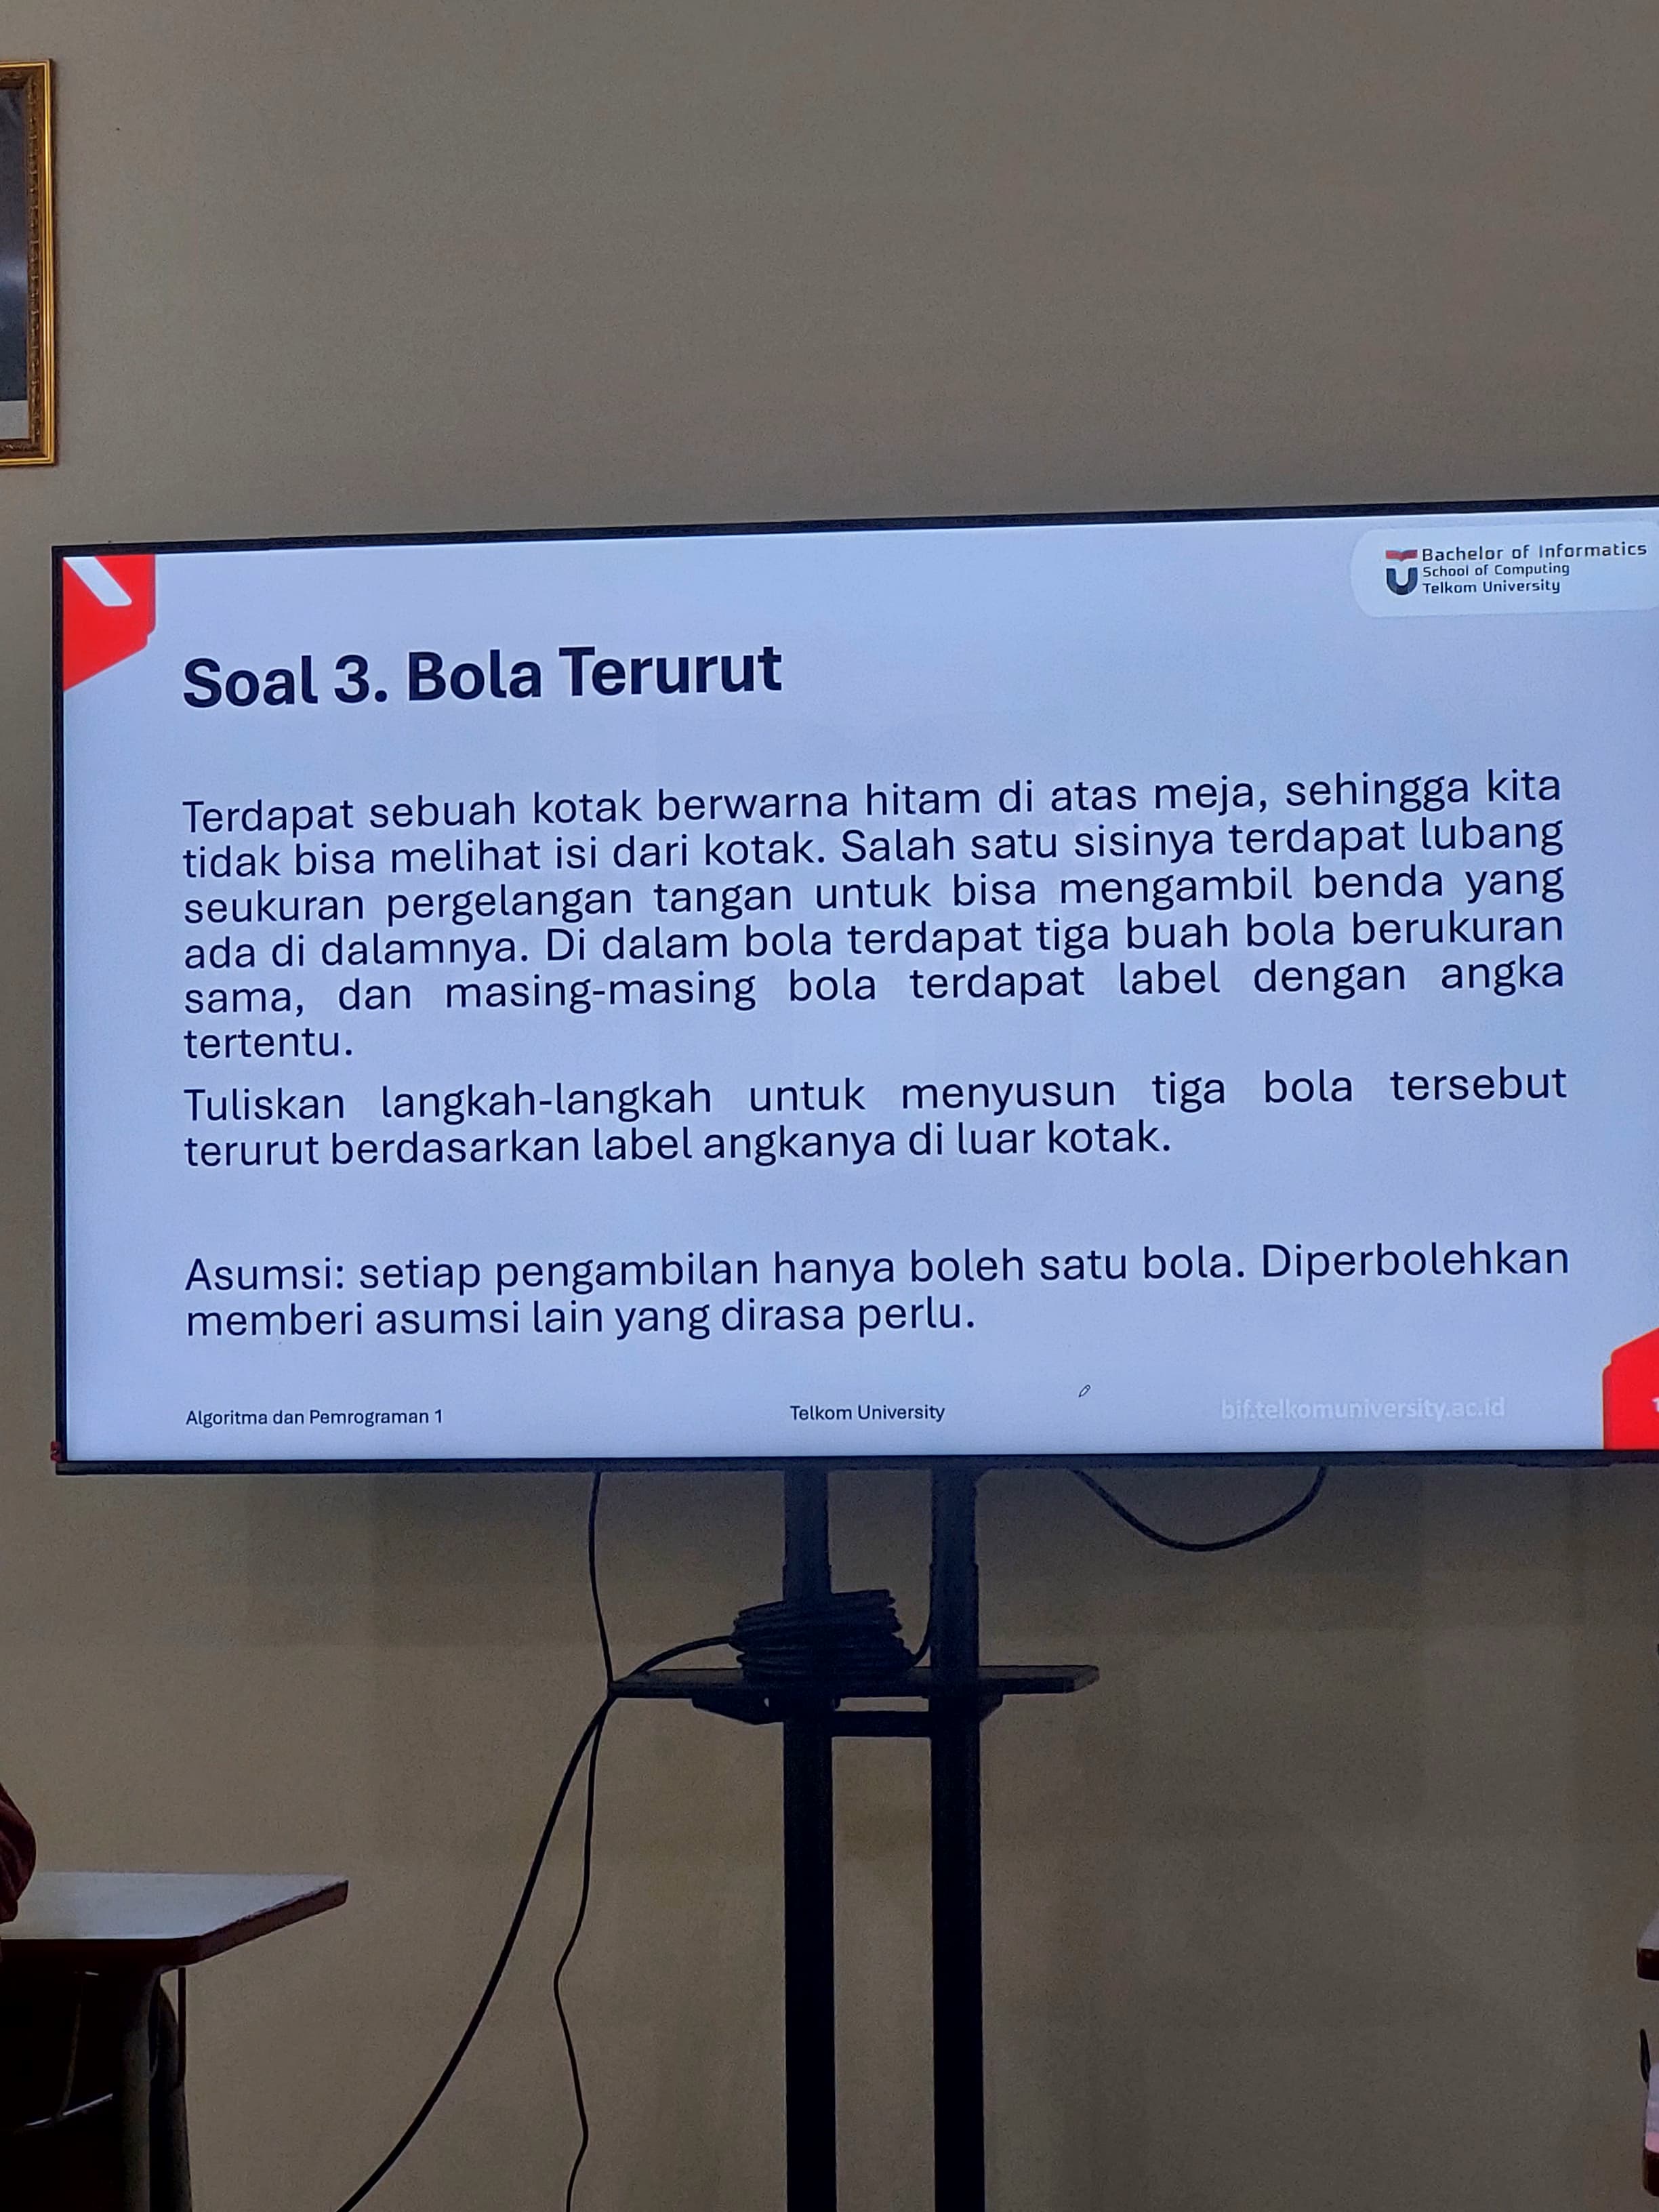 Bachelor of Informatics
School of Computing
Telkom University
Soal 3. Bola Terurut
Terdapat sebuah kotak berwarna hitam di atas meja, sehingga kita
tidak bisa melihat isi dari kotak. Salah satu sisinya terdapat lubang
seukuran pergelangan tangan untuk bisa mengambil benda yang
ada di dalamnya. Di dalam bola terdapat tiga buah bola berukuran
sama, dan masing-masing bola terdapat label dengan angka
tertentu.
Tuliskan langkah-langkah untuk menyusun tiga bola tersebut
terurut berdasarkan label angkanya di luar kotak.
Asumsi: setiap pengambilan hanya boleh satu bola. Diperbolehkan
memberi asumsi lain yang dirasa perlu.
Algoritma dan Pemrograman 1
Telkom University
bif.telkomuniversity.ac.id